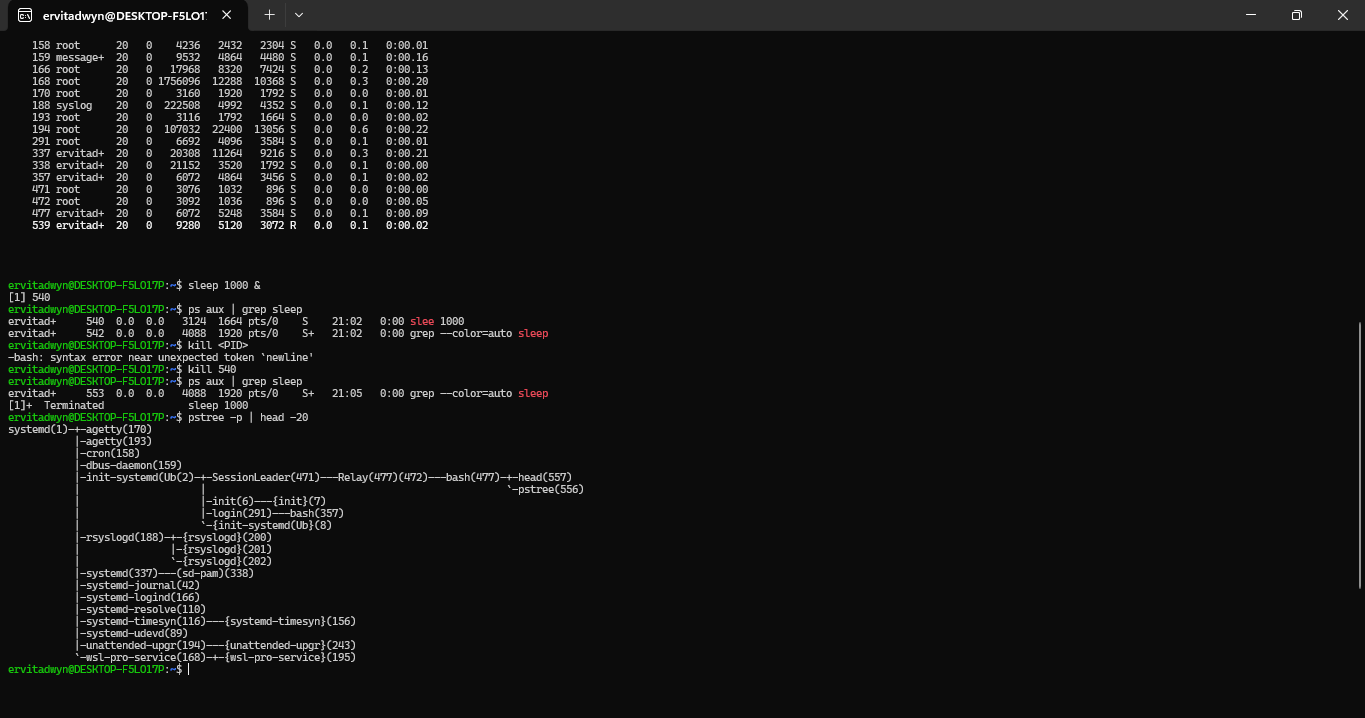 ervitadwyn@DESKTOP-F5LO17
158 root 20 0 4236 2432 2304 S 0.0 0.1 0:00.01
159 message+ 20 0 9532 4864 4480 S 0.0 0.1 0:00.16
166 root 20 0 17968 8320 7424 S 0.0 0.2 0:00.13
168 root 20 0 1756096 12288 10368 S 0.0 0.3 0:00.20
170 root 20 0 3160 1920 1792 S 0.0 0.0 0:00.01
188 syslog 20 0 222508 4992 4352 S 0.0 0.1 0:00.12
193 root 20 0 3116 1792 1664 S 0.0 0.0 0:00.02
194 root 20 0 107032 22400 13056 S 0.0 0.6 0:00.22
291 root 20 0 6692 4096 3584 S 0.0 0.1 0:00.01
337 ervitad+ 20 0 20308 11264 9216 S 0.0 0.3 0:00.21
338 ervitad+ 20 0 21152 3520 1792 S 0.0 0.1 0:00.00
357 ervitad+ 20 0 6072 4864 3456 S 0.0 0.1 0:00.02
471 root 20 0 3076 1032 896 S 0.0 0.0 0:00.00
472 root 20 0 3092 1036 896 S 0.0 0.0 0:00.05
477 ervitad+ 20 0 6072 5248 3584 S 0.0 0.1 0:00.09
539 ervitad+ 20 0 9280 5120 3072 R 0.0 0.1 0:00.02
ervitadwyn@DESKTOP-F5LO17P:~$ sleep 1000 &
[1] 540
ervitadwyn@DESKTOP-F5LO17P:~$ ps aux | grep sleep
ervitad+ 540 0.0 0.0 3124 1664 pts/0 S 21:02 0:00 slee 1000
ervitad+ 542 0.0 0.0 4088 1920 pts/0 S+ 21:02 0:00 grep --color=auto sleep
ervitadwyn@DESKTOP-F5LO17P:~$ kill <PID>
-bash: syntax error near unexpected token `newline'
ervitadwyn@DESKTOP-F5LO17P:~$ kill 540
ervitadwyn@DESKTOP-F5LO17P:~$ ps aux | grep sleep
ervitad+ 553 0.0 0.0 4088 1920 pts/0 S+ 21:05 0:00 grep --color=auto sleep
[1]+ Terminated sleep 1000
ervitadwyn@DESKTOP-F5LO17P:~$ pstree -p | head -20
systemd(1)-+-agetty(170)
|-agetty(193)
|-cron(158)
|-dbus-daemon(159)
|-init-systemd(Ub(2)-+-SessionLeader(471)---Relay(477)(472)---bash(477)-+-head(557)
| | `-pstree(556)
| |-init(6)---{init}(7)
| |-login(291)---bash(357)
| `-{init-systemd(Ub}(8)
|-rsyslogd(188)-+-{rsyslogd}(200)
| |-{rsyslogd}(201)
| `-{rsyslogd}(202)
|-systemd(337)---(sd-pam)(338)
|-systemd-journal(42)
|-systemd-logind(166)
|-systemd-resolve(110)
|-systemd-timesyn(116)---{systemd-timesyn}(156)
|-systemd-udevd(89)
|-unattended-upgr(194)---{unattended-upgr}(243)
`-wsl-pro-service(168)-+-{wsl-pro-service}(195)
ervitadwyn@DESKTOP-F5LO17P:~$